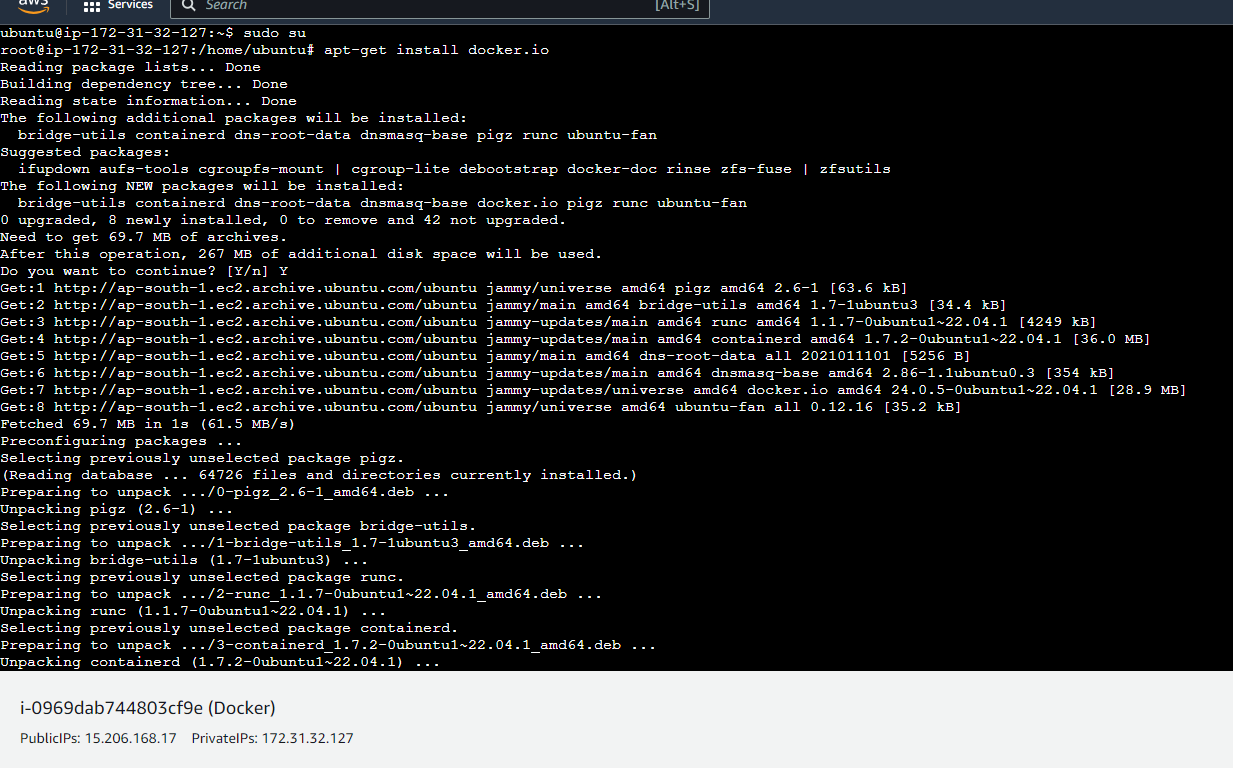 aws Services Search [Alt+S]
ubuntu@ip-172-31-32-127:~$ sudo su
root@ip-172-31-32-127:/home/ubuntu# apt-get install docker.io
Reading package lists... Done
Building dependency tree... Done
Reading state information... Done
The following additional packages will be installed:
  bridge-utils containerd dns-root-data dnsmasq-base pigz runc ubuntu-fan
Suggested packages:
  ifupdown aufs-tools cgroupfs-mount | cgroup-lite debootstrap docker-doc rinse zfs-fuse | zfsutils
The following NEW packages will be installed:
  bridge-utils containerd dns-root-data dnsmasq-base docker.io pigz runc ubuntu-fan
0 upgraded, 8 newly installed, 0 to remove and 42 not upgraded.
Need to get 69.7 MB of archives.
After this operation, 267 MB of additional disk space will be used.
Do you want to continue? [Y/n] Y
Get:1 http://ap-south-1.ec2.archive.ubuntu.com/ubuntu jammy/universe amd64 pigz amd64 2.6-1 [63.6 kB]
Get:2 http://ap-south-1.ec2.archive.ubuntu.com/ubuntu jammy/main amd64 bridge-utils amd64 1.7-1ubuntu3 [34.4 kB]
Get:3 http://ap-south-1.ec2.archive.ubuntu.com/ubuntu jammy-updates/main amd64 runc amd64 1.1.7-0ubuntu1~22.04.1 [4249 kB]
Get:4 http://ap-south-1.ec2.archive.ubuntu.com/ubuntu jammy-updates/main amd64 containerd amd64 1.7.2-0ubuntu1~22.04.1 [36.0 MB]
Get:5 http://ap-south-1.ec2.archive.ubuntu.com/ubuntu jammy/main amd64 dns-root-data all 2021011101 [5256 B]
Get:6 http://ap-south-1.ec2.archive.ubuntu.com/ubuntu jammy-updates/main amd64 dnsmasq-base amd64 2.86-1.1ubuntu0.3 [354 kB]
Get:7 http://ap-south-1.ec2.archive.ubuntu.com/ubuntu jammy-updates/universe amd64 docker.io amd64 24.0.5-0ubuntu1~22.04.1 [28.9 MB]
Get:8 http://ap-south-1.ec2.archive.ubuntu.com/ubuntu jammy/universe amd64 ubuntu-fan all 0.12.16 [35.2 kB]
Fetched 69.7 MB in 1s (61.5 MB/s)
Preconfiguring packages ...
Selecting previously unselected package pigz.
(Reading database ... 64726 files and directories currently installed.)
Preparing to unpack .../0-pigz_2.6-1_amd64.deb ...
Unpacking pigz (2.6-1) ...
Selecting previously unselected package bridge-utils.
Preparing to unpack .../1-bridge-utils_1.7-1ubuntu3_amd64.deb ...
Unpacking bridge-utils (1.7-1ubuntu3) ...
Selecting previously unselected package runc.
Preparing to unpack .../2-runc_1.1.7-0ubuntu1~22.04.1_amd64.deb ...
Unpacking runc (1.1.7-0ubuntu1~22.04.1) ...
Selecting previously unselected package containerd.
Preparing to unpack .../3-containerd_1.7.2-0ubuntu1~22.04.1_amd64.deb ...
Unpacking containerd (1.7.2-0ubuntu1~22.04.1) ...
i-0969dab744803cf9e (Docker)
PublicIPs: 15.206.168.17 PrivateIPs: 172.31.32.127